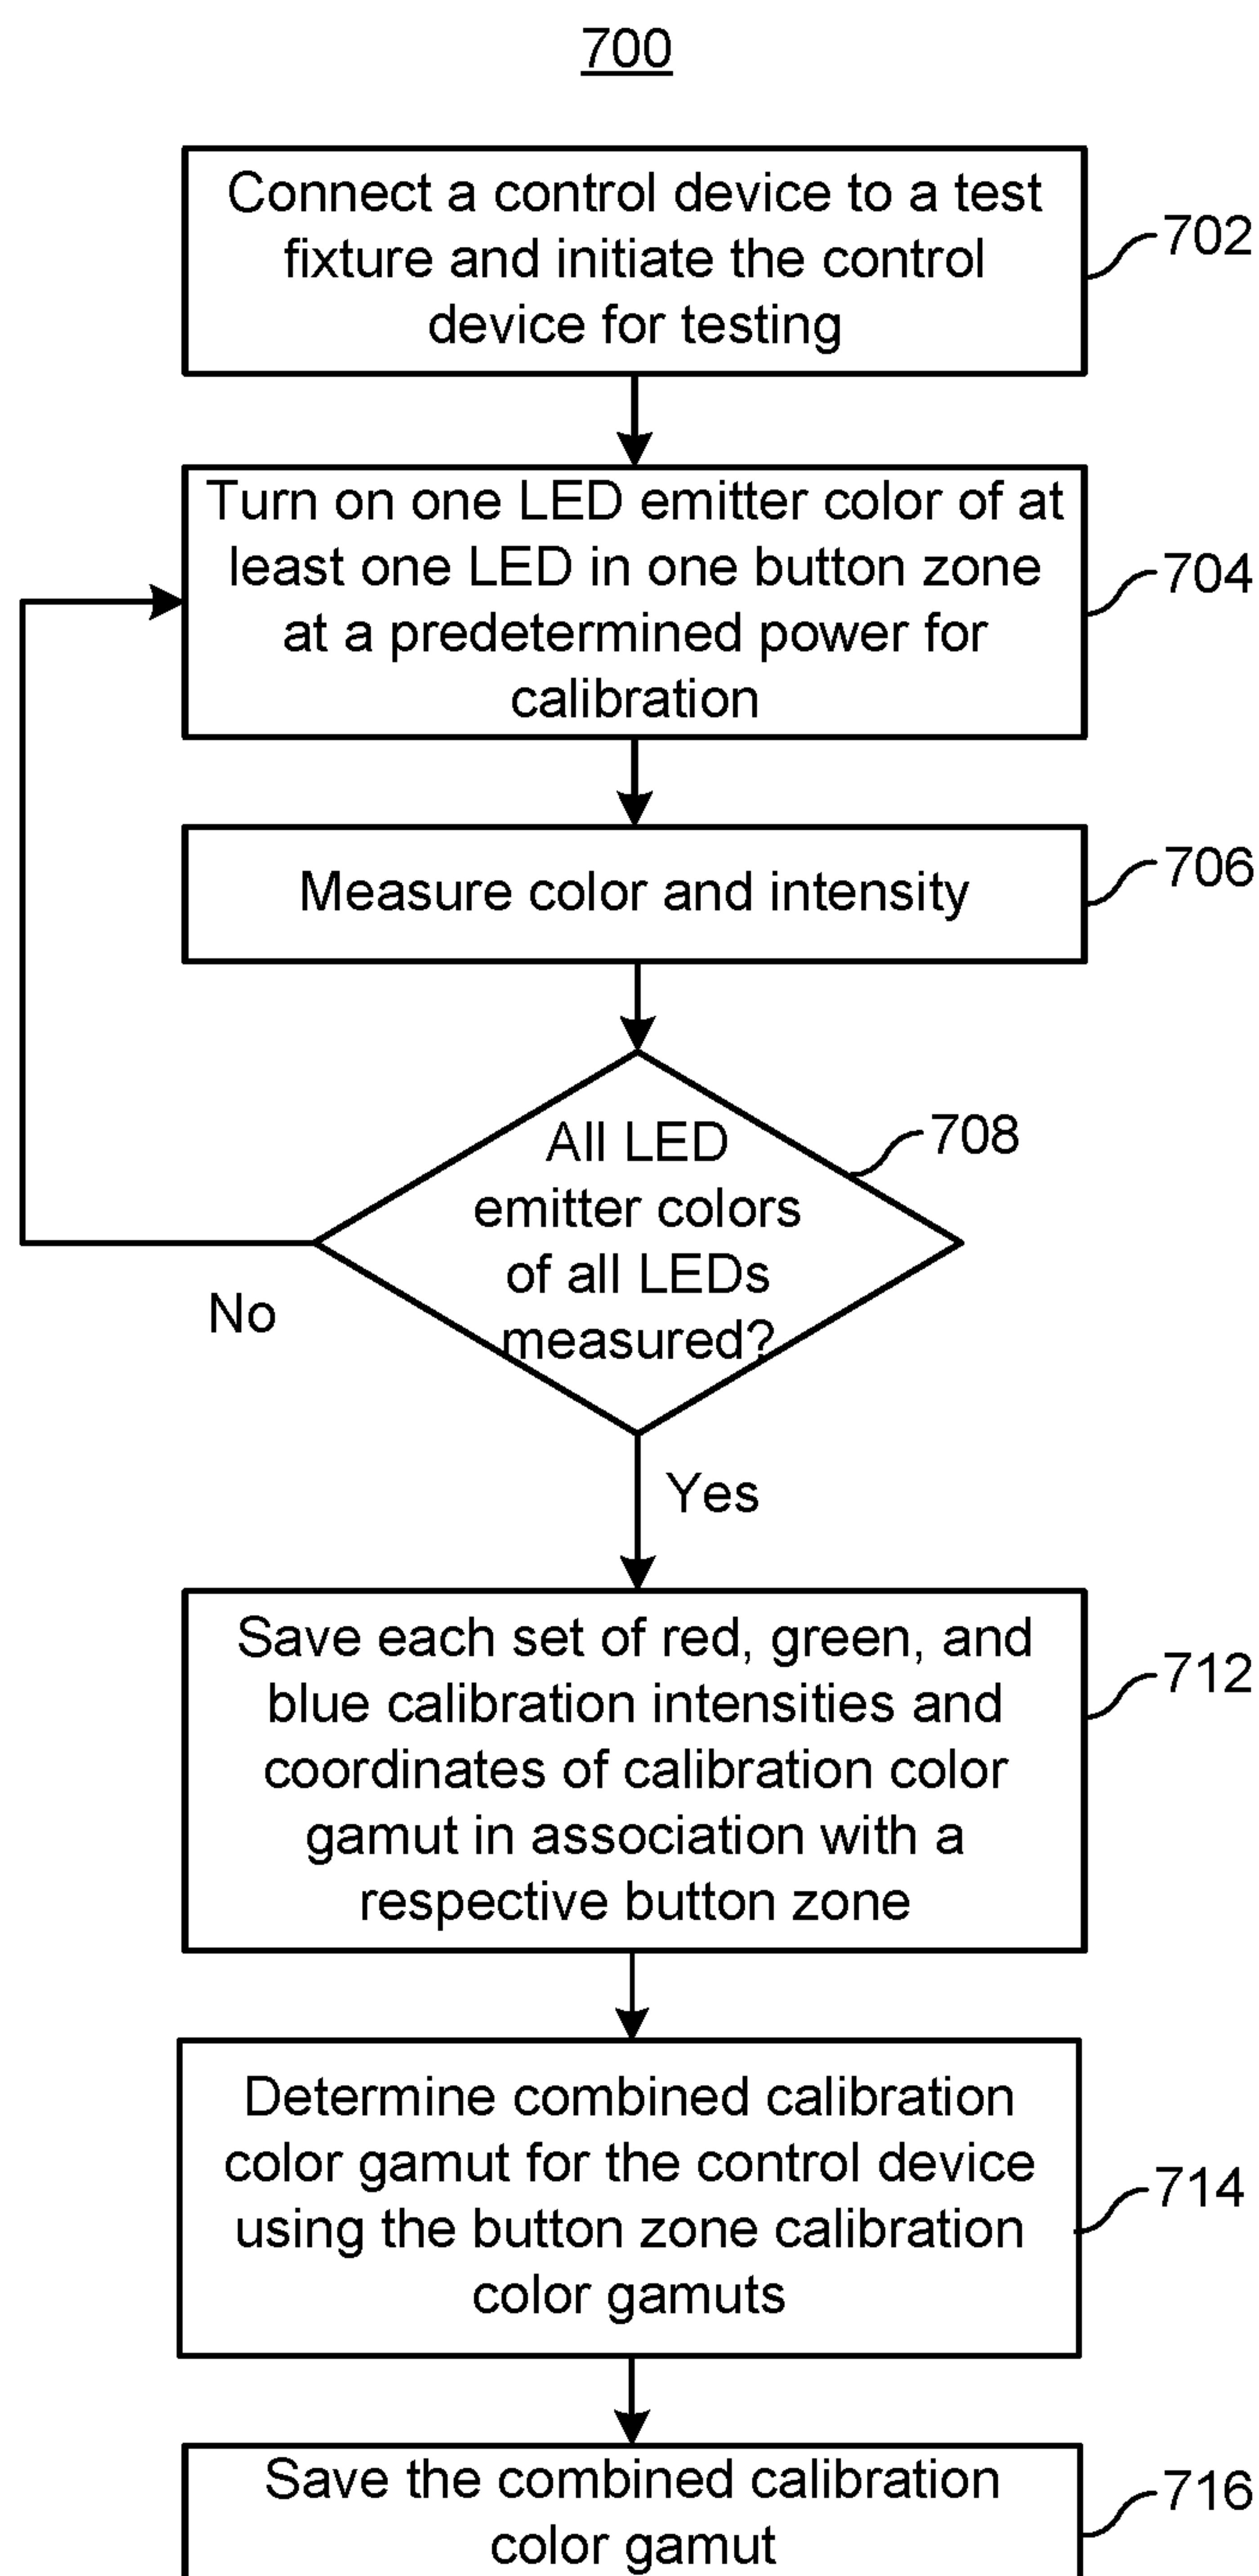 700
Connect a control device to a test
fixture and initiate the control
device for testing
702
Turn on one LED emitter color of at
least one LED in one button zone
at a predetermined power for
calibration
704
Measure color and intensity
706
All LED
emitter colors
of all LEDs
measured?
708
No
Yes
Save each set of red, green, and
blue calibration intensities and
coordinates of calibration color
gamut in association with a
respective button zone
712
Determine combined calibration
color gamut for the control device
using the button zone calibration
color gamuts
714
Save the combined calibration
color gamut
716